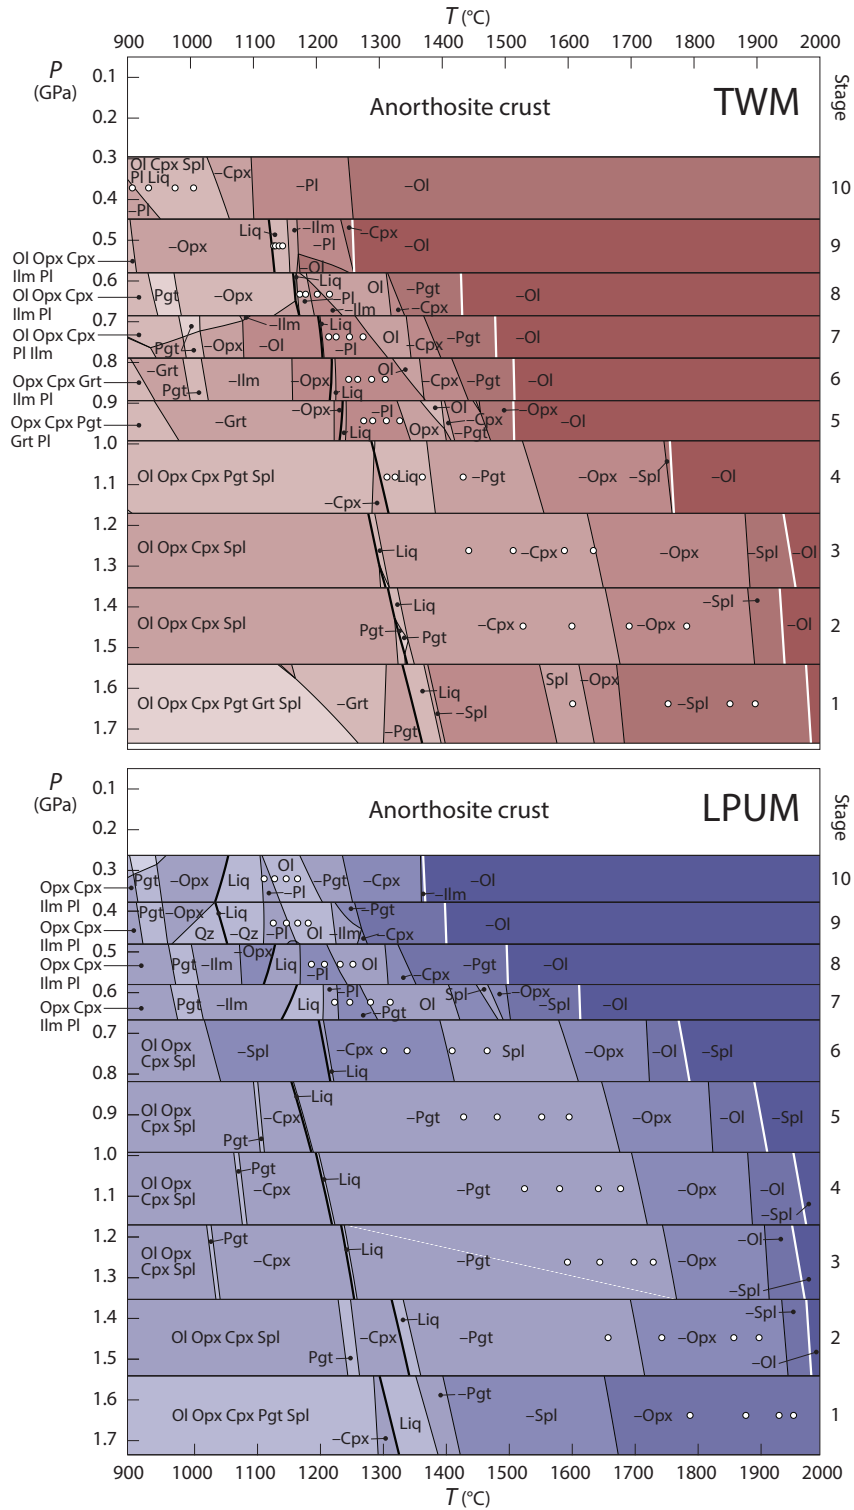 T (°C)
900 1000 1100 1200 1300 1400 1500 1600 1700 1800 1900 2000
P
(GPa)
0.1
Anorthosite crust
TWM
Stage
0.2
0.3
Ol Cpx Spl
Pl Liq
–Cpx
–Pl
–Ol
10
0.4
–Pl
Liq
–Ilm
–Cpx
0.5
–Opx
–Pl
–Ol
9
Ol Opx Cpx
Ilm Pl
–Ol
0.6
Liq
Ol Opx Cpx
Ilm Pl
Pgt
–Opx
–Pl
Ol
–Pgt
–Ol
8
–Ilm
–Cpx
0.7
–Ilm
Liq
Ol Opx Cpx
Pl Ilm
Pgt
–Opx
–Ol
–Pl
Ol
–Cpx
–Pgt
–Ol
7
0.8
–Grt
Ol
Opx Cpx Grt
Ilm Pl
Pgt
–Ilm
–Opx
Liq
–Cpx
–Pgt
–Ol
6
0.9
–Opx
–Pl
Ol
–Opx
Opx Cpx Pgt
Grt Pl
–Grt
Liq
Opx
–Cpx
–Pgt
–Ol
5
1.0
Ol Opx Cpx Pgt Spl
Liq
–Pgt
–Opx
–Spl
–Ol
4
1.1
–Cpx
1.2
Ol Opx Cpx Spl
Liq
–Cpx
–Opx
–Spl
–Ol
3
1.3
1.4
Liq
–Spl
Ol Opx Cpx Spl
Pgt
Pgt
–Cpx
–Opx
–Ol
2
1.5
1.6
Ol Opx Cpx Pgt Grt Spl
–Grt
Liq
–Spl
Spl
–Opx
–Spl
1
1.7
–Pgt
P
(GPa)
0.1
Anorthosite crust
LPUM
Stage
0.2
0.3
Ol
Opx Cpx
Ilm Pl
Pgt
–Opx
Liq
–Pl
–Pgt
–Cpx
–Ilm
–Ol
10
0.4
Pgt
–Opx
–Liq
–Pgt
Opx Cpx
Ilm Pl
Qz
–Qz
–Pl
Ol
–Ilm
–Cpx
–Ol
9
0.5
–Opx
Opx Cpx
Ilm Pl
Pgt
–Ilm
Liq
–Pl
Ol
–Cpx
–Pgt
–Ol
8
0.6
–Pl
Spl
–Opx
Opx Cpx
Ilm Pl
Pgt
–Ilm
Liq
–Pgt
Ol
–Spl
–Ol
7
0.7
Ol Opx
Cpx Spl
–Spl
–Cpx
Liq
Spl
–Opx
–Ol
–Spl
6
0.8
Liq
0.9
Ol Opx
Cpx Spl
Pgt
–Cpx
–Pgt
–Opx
–Ol
–Spl
5
1.0
Pgt
Liq
Ol Opx
Cpx Spl
–Cpx
–Pgt
–Opx
–Ol
4
1.1
–Spl
1.2
Pgt
–Ol
Ol Opx
Cpx Spl
–Cpx
Liq
–Pgt
–Opx
3
1.3
–Spl
1.4
Liq
–Spl
Ol Opx Cpx Spl
–Cpx
–Pgt
–Opx
2
1.5
Pgt
–Ol
1.6
–Pgt
Ol Opx Cpx Pgt Spl
Liq
–Spl
–Opx
1
1.7
–Cpx
900 1000 1100 1200 1300 1400 1500 1600 1700 1800 1900 2000
T (°C)